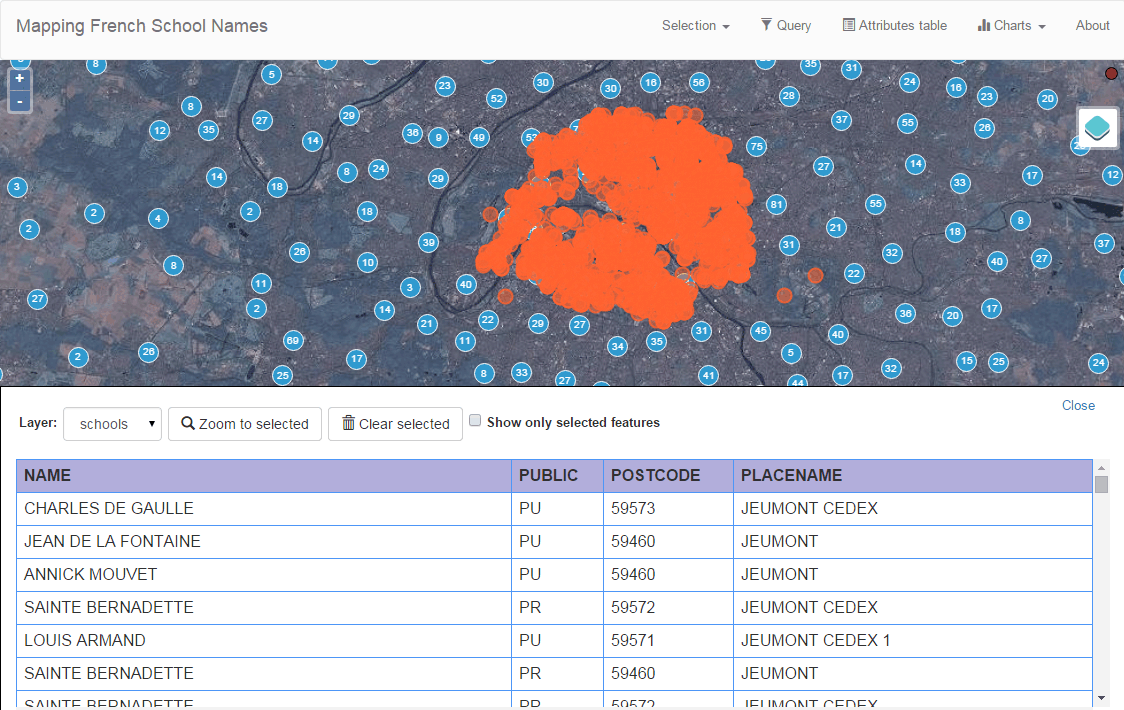 Mapping French School Names
Selection Query Attributes table Charts About
+
-
8 5 23 52 30 30 16 56 28 35 31 24 16 23 20
8 12 35 27 14 29 36 9 49 75 37 55 26
3 14 18 8 24 29 27 14 33 17 12
2 2 4 2 18 39 81 55 21 18 8 37
8 26 10 31 32 40 27
27 11 2 3 40 22 36 20 17
14 21 22 29 27 31 45 40
2 26 69 17 11 34 35 5 15 25 24
25 8 33 27 41 44 17 32
Layer: schools Zoom to selected Clear selected Show only selected features
Close
NAME PUBLIC POSTCODE PLACENAME
CHARLES DE GAULLE PU 59573 JEUMONT CEDEX
JEAN DE LA FONTAINE PU 59460 JEUMONT
ANNICK MOUVET PU 59460 JEUMONT
SAINTE BERNADETTE PR 59572 JEUMONT CEDEX
LOUIS ARMAND PU 59571 JEUMONT CEDEX 1
SAINTE BERNADETTE PR 59460 JEUMONT
SAINTE BERNADETTE PR 59572 JEUMONT CEDEX